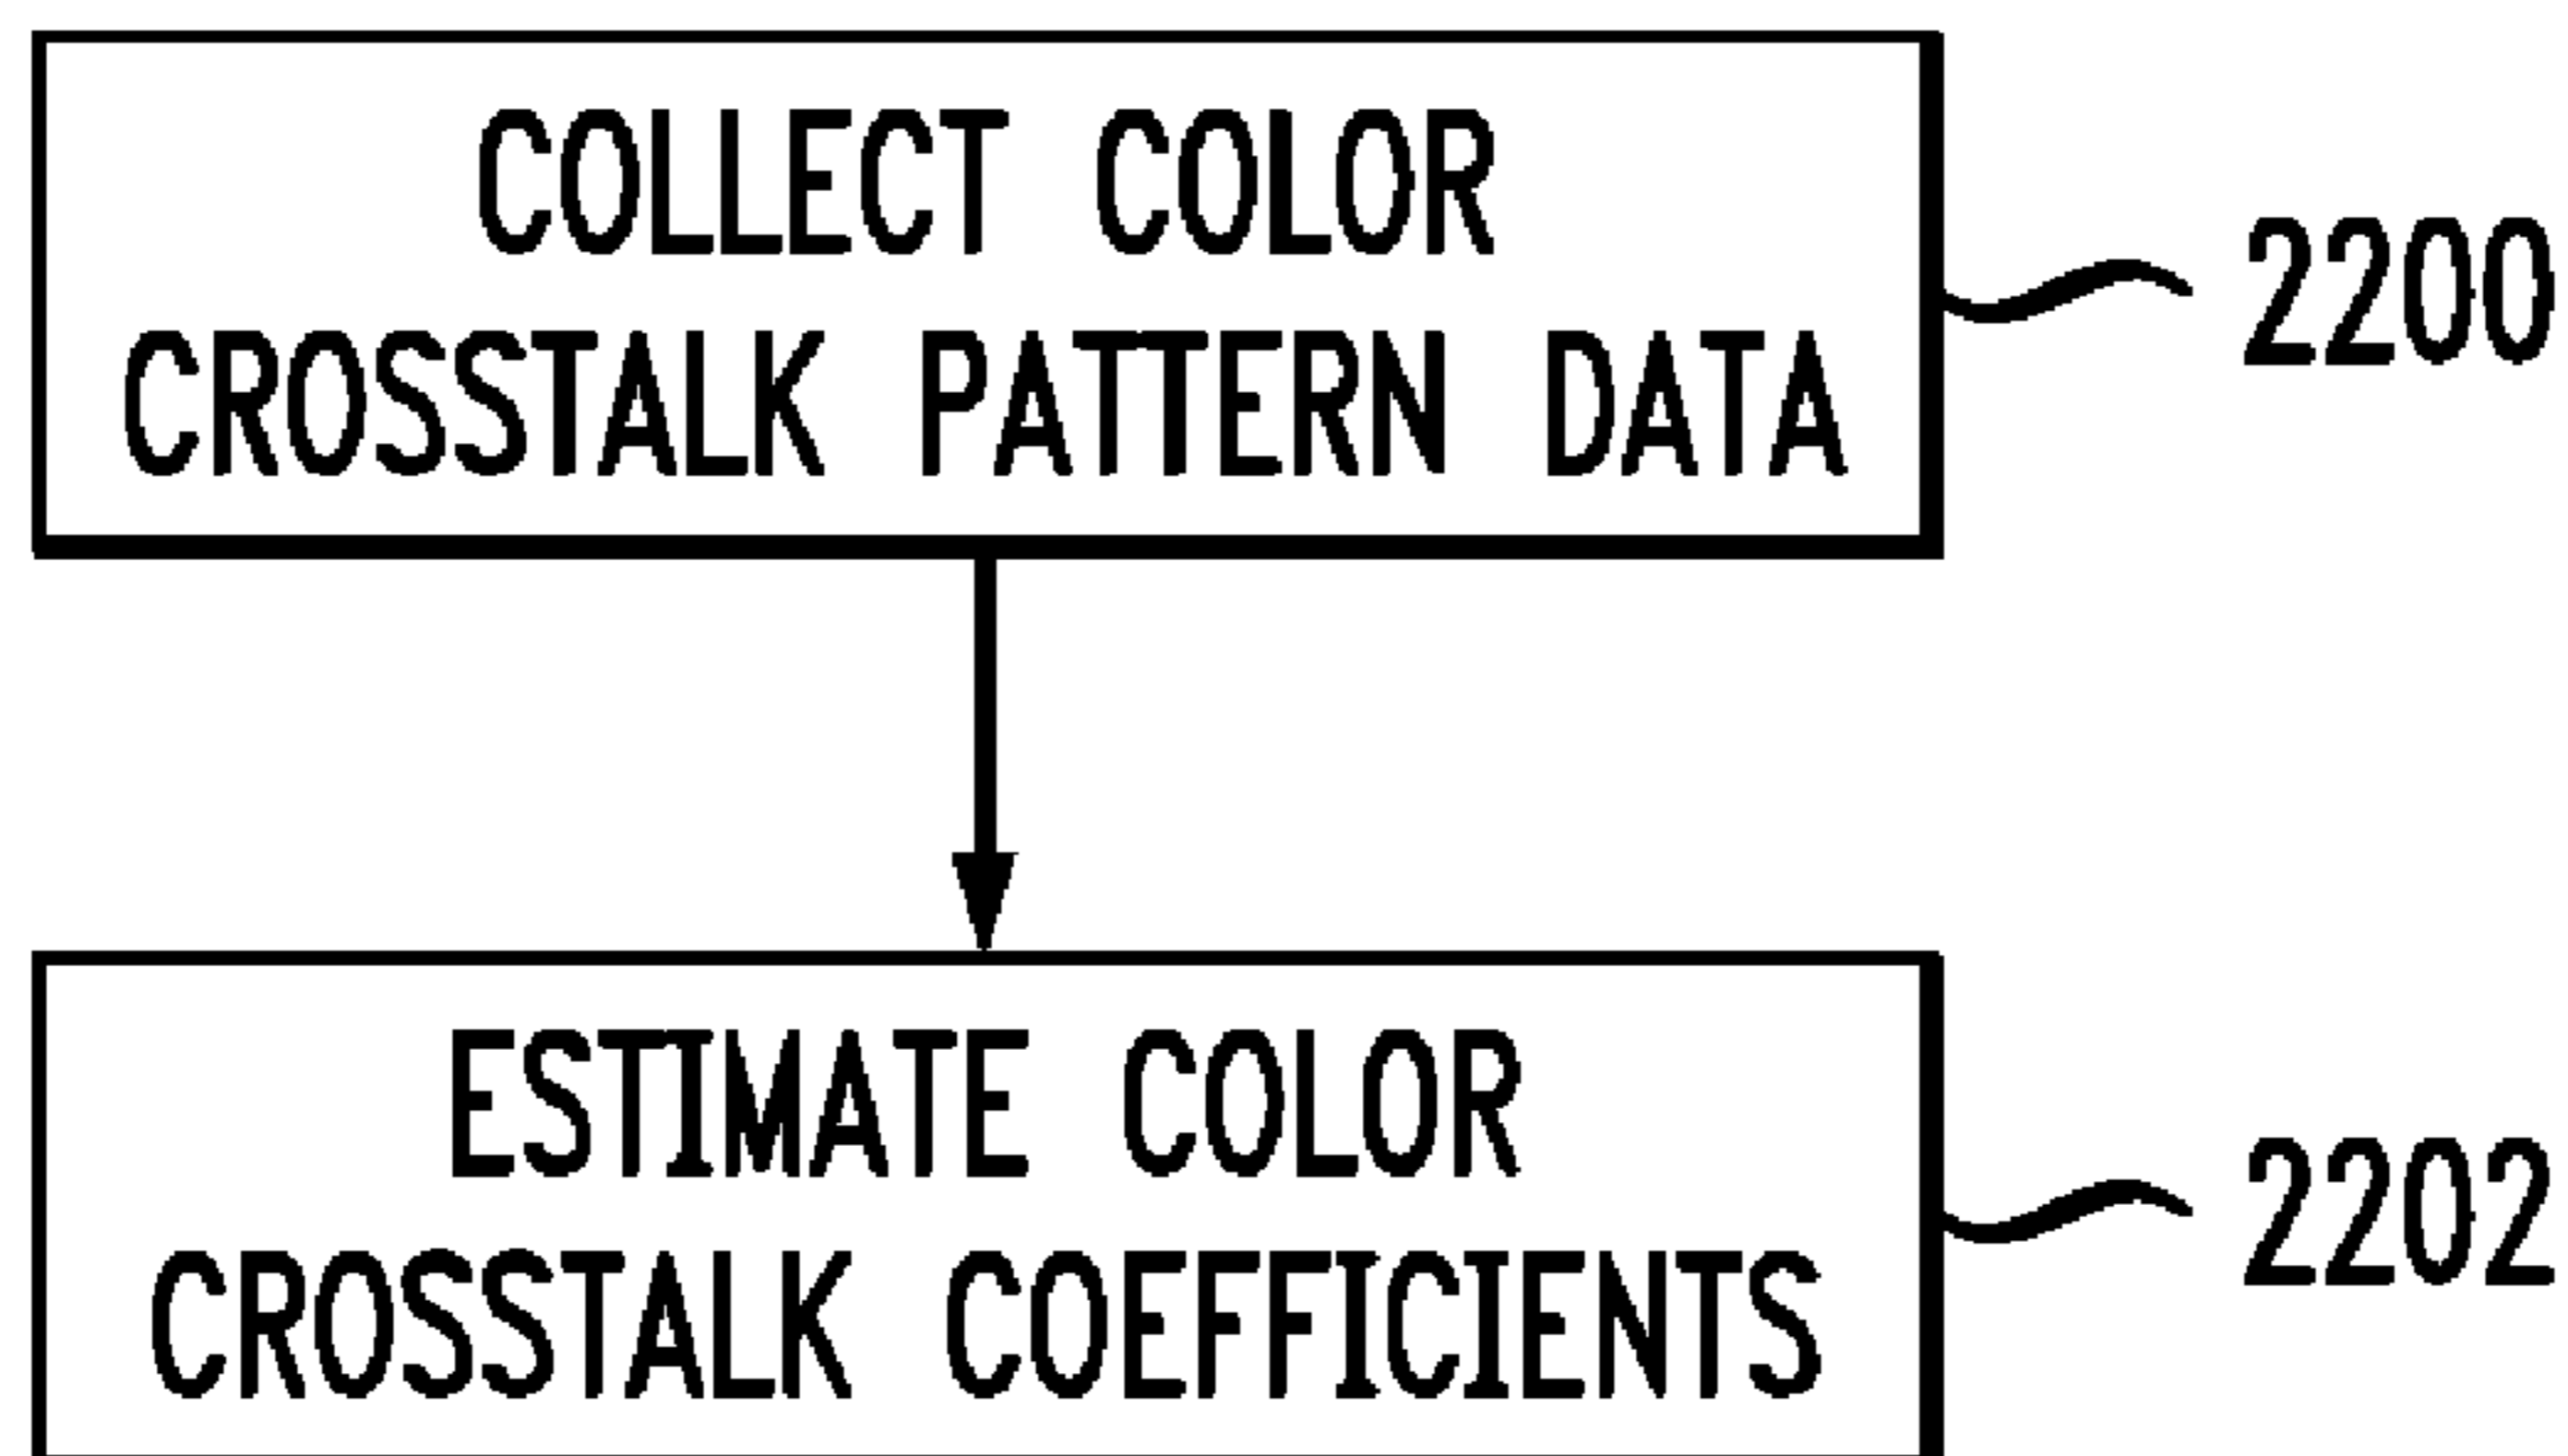 COLLECT COLOR
CROSSTALK PATTERN DATA
2200
ESTIMATE COLOR
CROSSTALK COEFFICIENTS
2202